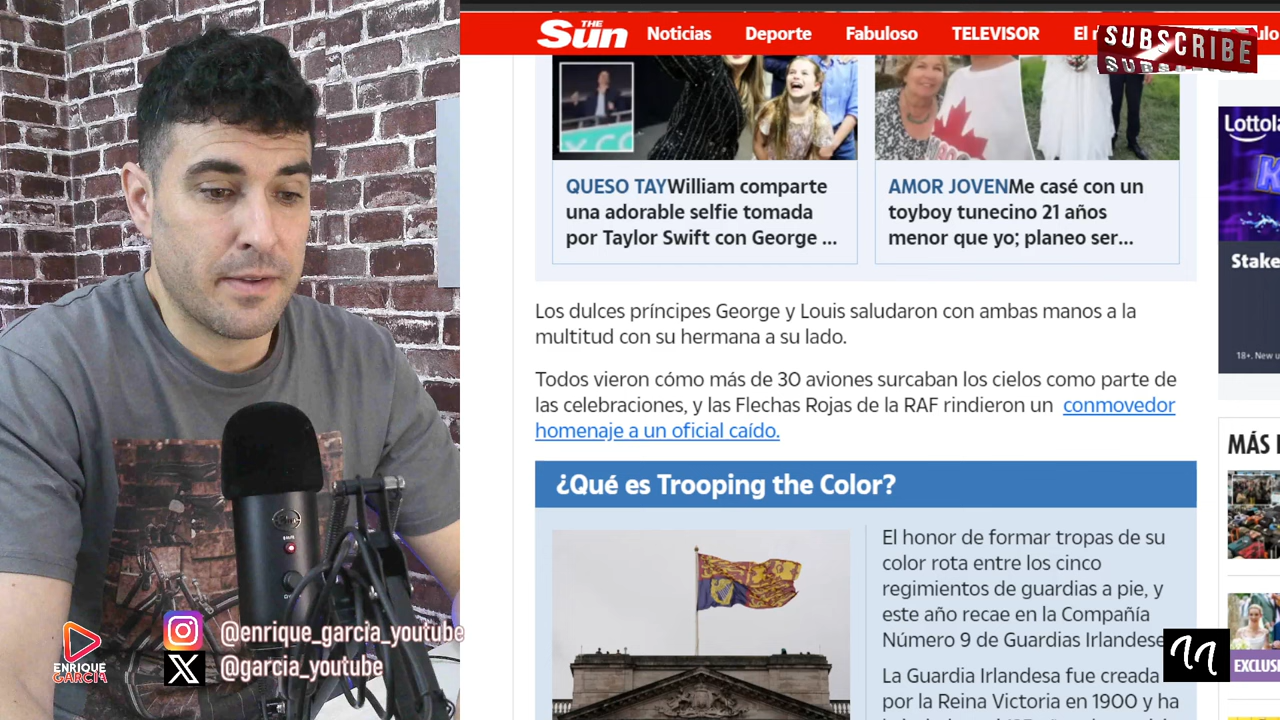 THE Sun
Noticias Deporte Fabuloso TELEVISOR El
SUBSCRIBE
QUESO TAYWilliam comparte
una adorable selfie tomada
por Taylor Swift con George ...
AMOR JOVENMe casé con un
toyboy tunecino 21 años
menor que yo; planeo ser...
Los dulces príncipes George y Louis saludaron con ambas manos a la
multitud con su hermana a su lado.
Todos vieron cómo más de 30 aviones surcaban los cielos como parte de
las celebraciones, y las Flechas Rojas de la RAF rindieron un conmovedor
homenaje a un oficial caído.
¿Qué es Trooping the Color?
El honor de formar tropas de su
color rota entre los cinco
regimientos de guardias a pie, y
este año recae en la Compañía
Número 9 de Guardias Irlandese
La Guardia Irlandesa fue creada
por la Reina Victoria en 1900 y ha
Lottola
Stake
18+. New u
MÁS
EXCLUSI
@enrique_garcia_youtube
@garcia_youtube
ENRIQUE
GARCIA